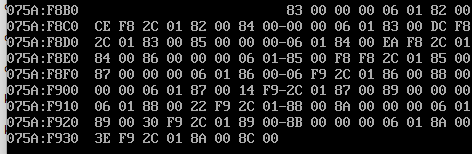 075A:F8B0 83 00 00 00 06 01 82 00
075A:F8C0 CE F8 2C 01 82 00 84 00-00 00 06 01 83 00 DC F8
075A:F8D0 2C 01 83 00 85 00 00 00-06 01 84 00 EA F8 2C 01
075A:F8E0 84 00 86 00 00 00 06 01-85 00 F8 F8 2C 01 85 00
075A:F8F0 87 00 00 00 06 01 86 00-06 F9 2C 01 86 00 88 00
075A:F900 00 00 06 01 87 00 14 F9-2C 01 87 00 89 00 00 00
075A:F910 06 01 88 00 22 F9 2C 01-88 00 8A 00 00 00 06 01
075A:F920 89 00 30 F9 2C 01 89 00-8B 00 00 00 06 01 8A 00
075A:F930 3E F9 2C 01 8A 00 8C 00